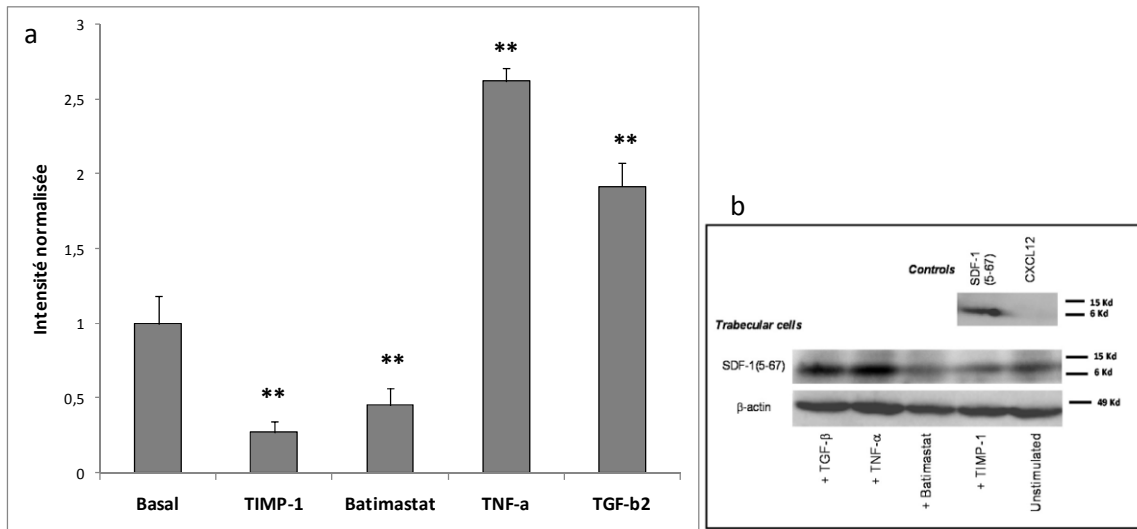 a
Intensité normalisée
3
2,5
2
1,5
1
0,5
0
**
**
**
**
Basal
TIMP-1
Batimastat
TNF-a
TGF-b2
b
Controls
SDF-1 (5-67)
CXCL12
15 Kd
6 Kd
Trabecular cells
SDF-1(5-67)
15 Kd
6 Kd
β-actin
49 Kd
+ TGF-β
+ TNF-α
+ Batimastat
+ TIMP-1
Unstimulated